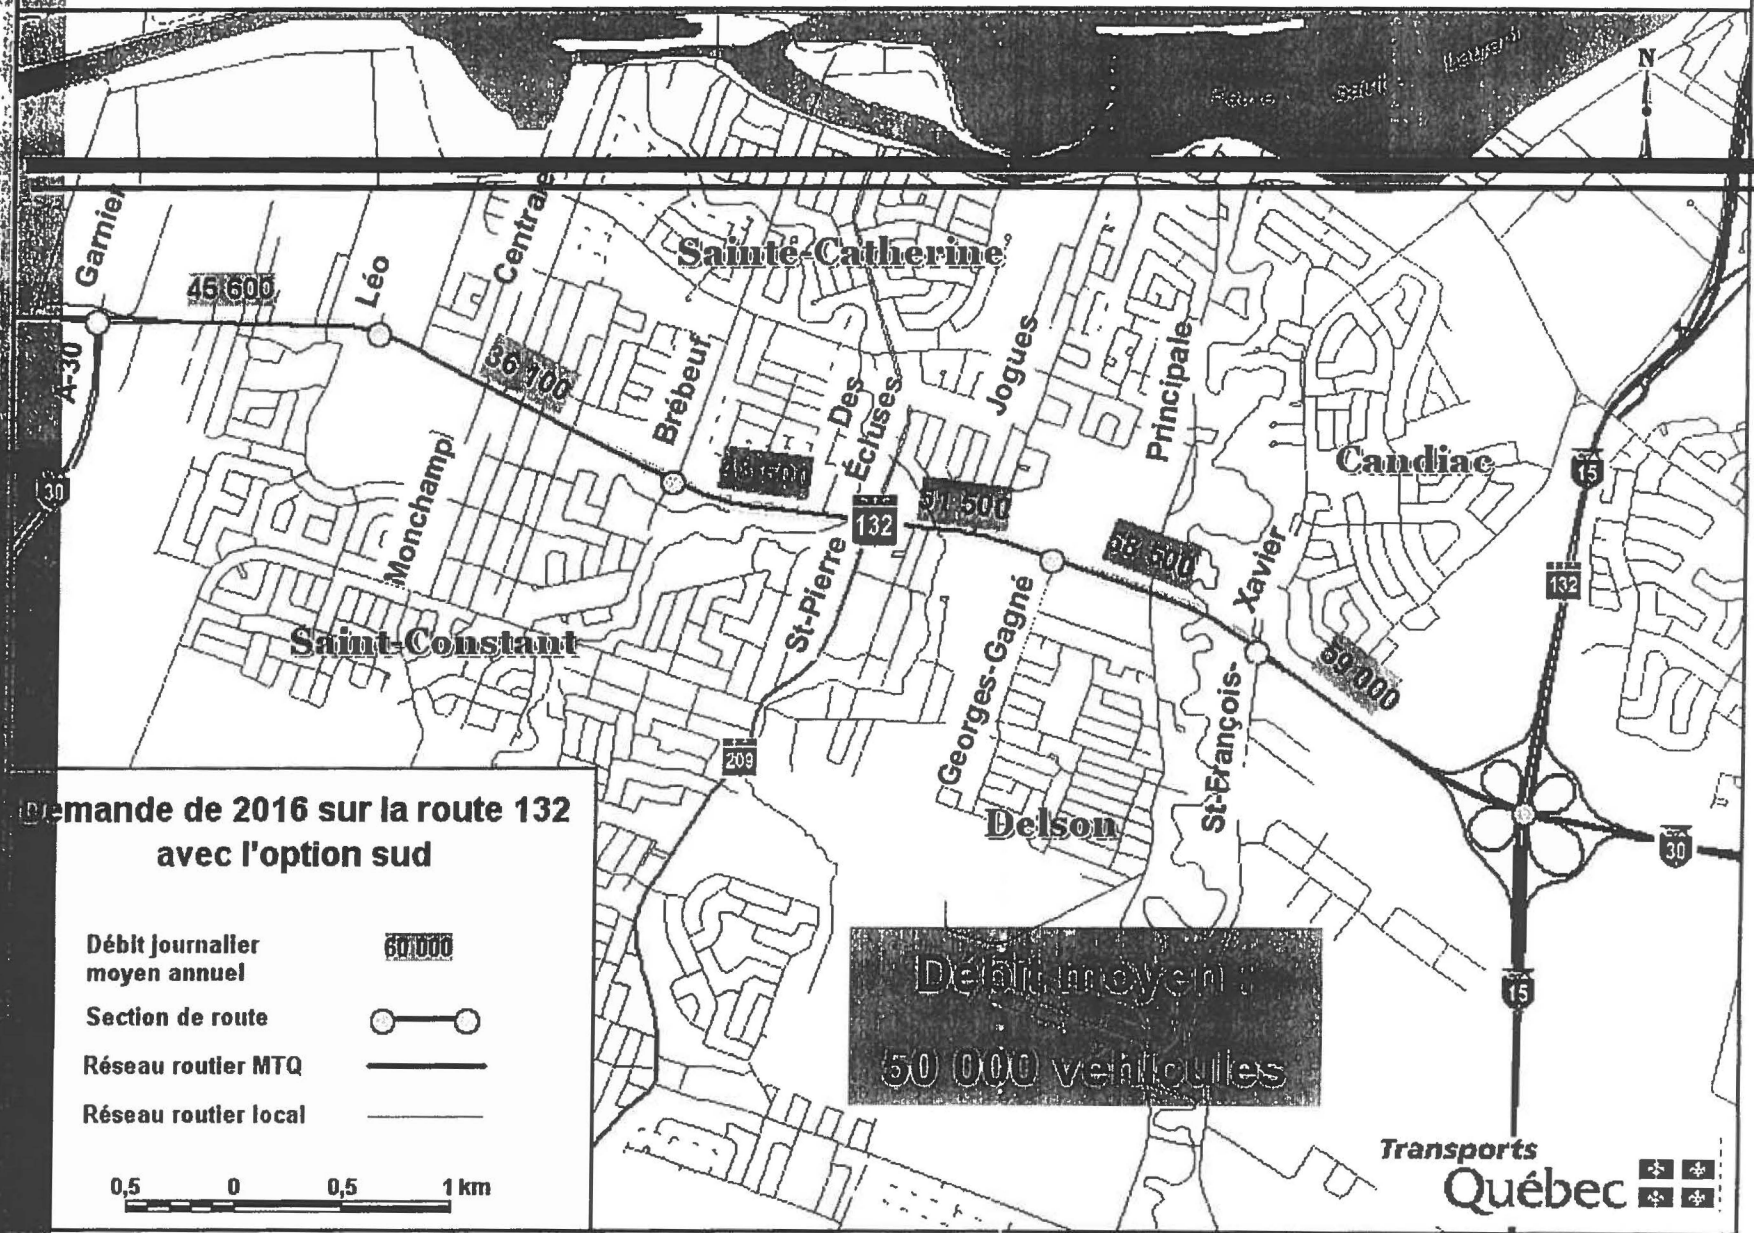 Fleuve Saint Laurent
N
Garnier
45 600
Léo
Centrale
Sainte-Catherine
A-30
36 100
Brébeuf
Des
Écluses
Jogues
Principale
Candiac
15
30
Monchamp
132
51 500
58 500
St-Pierre
Xavier
132
Saint-Constant
Georges-Gagné
St-François-
59 000
209
Delson
30
15
Demande de 2016 sur la route 132
avec l'option sud
Débit journalier
moyen annuel
60 000
Section de route
Réseau routier MTQ
Réseau routier local
0,5 0 0,5 1 km
Débit moyen :
50 000 véhicules
Transports
Québec